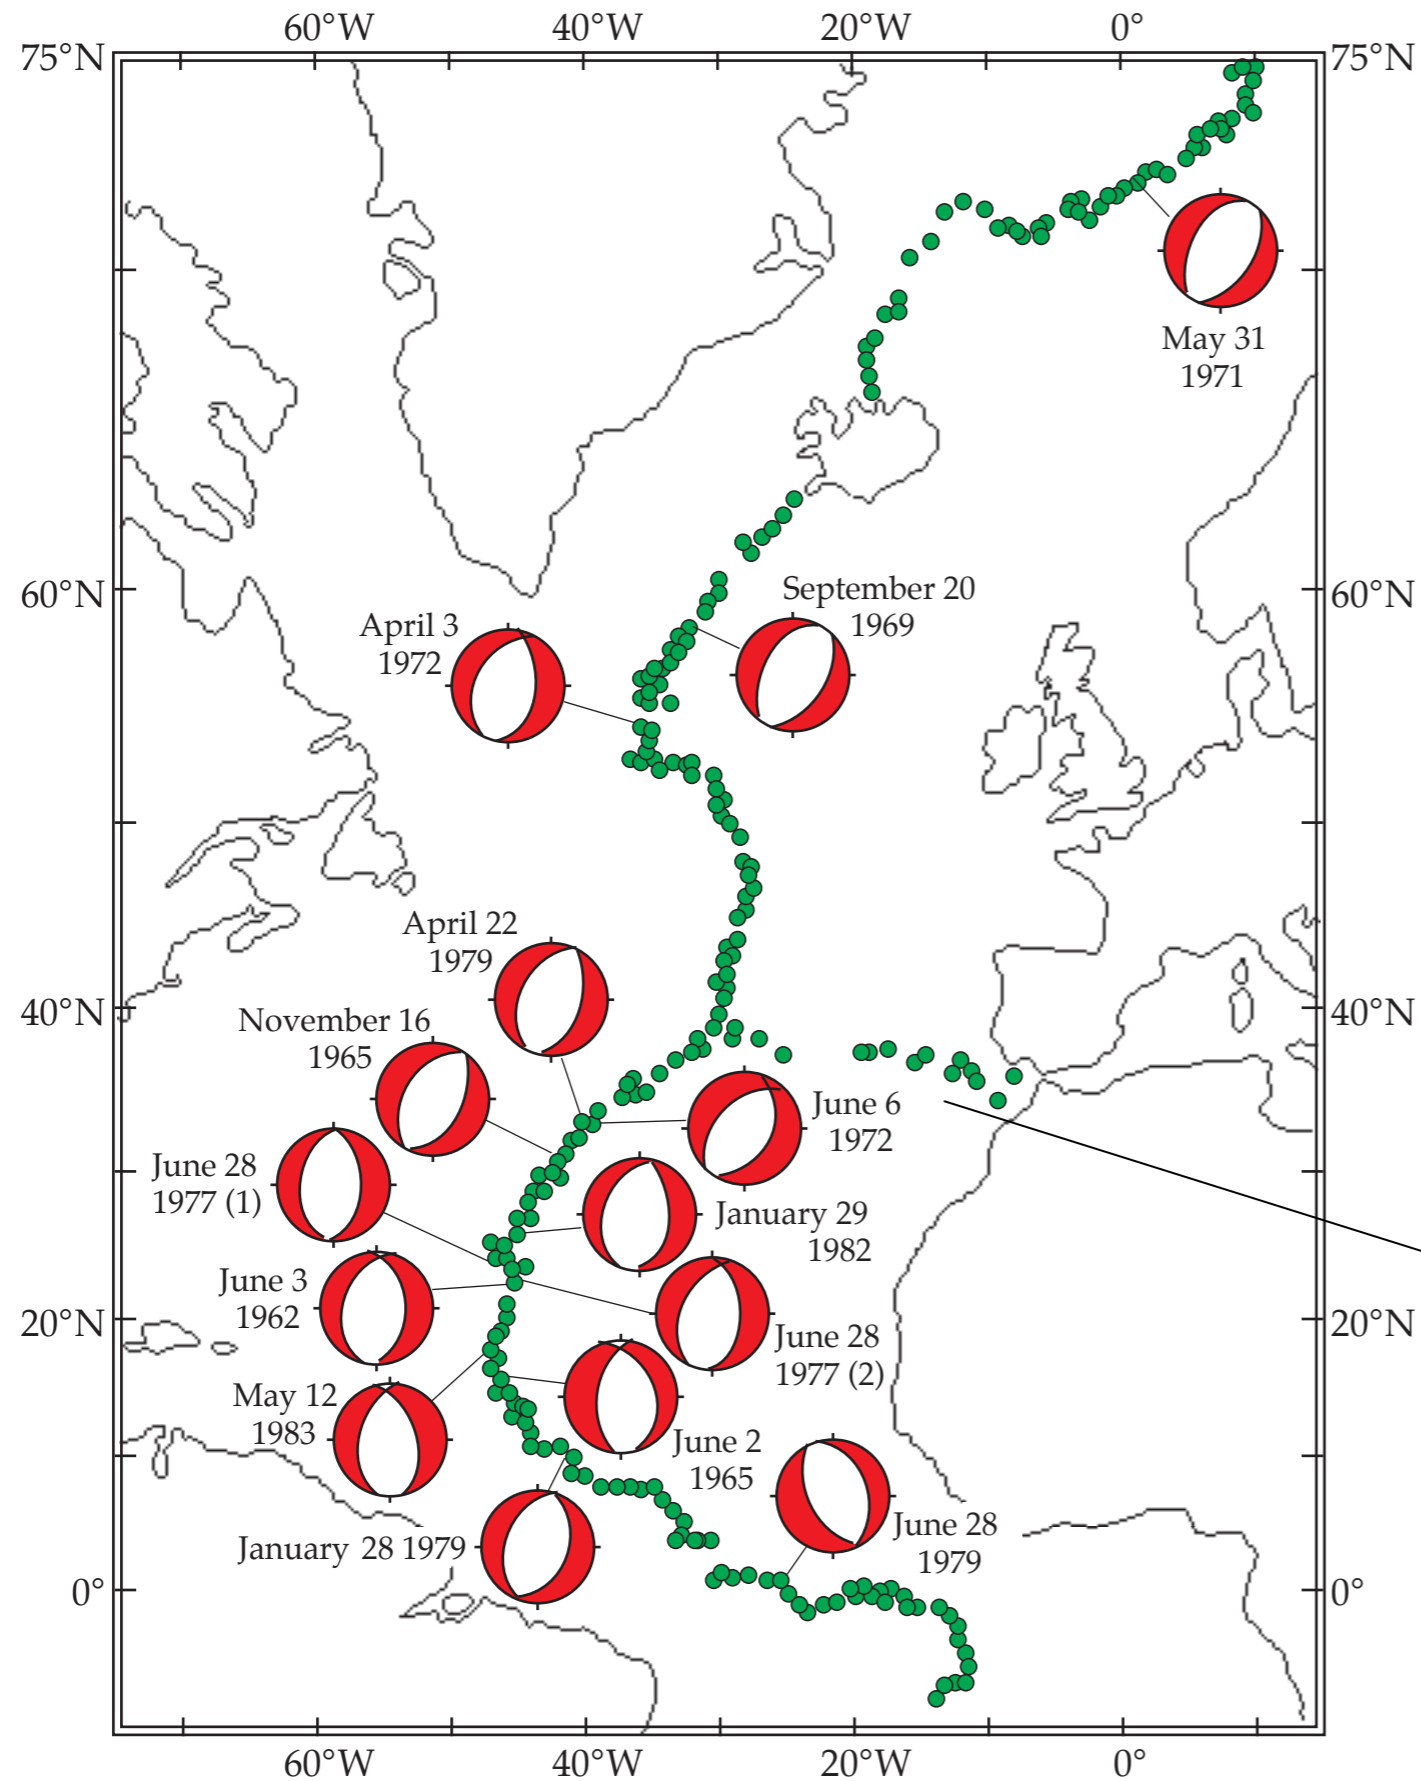 60°W 40°W 20°W 0°
75°N 75°N
May 31
1971
60°N 60°N
September 20
1969
April 3
1972
April 22
1979
40°N 40°N
November 16
1965
June 6
1972
June 28
1977 (1)
January 29
1982
June 3
1962
20°N 20°N
June 28
1977 (2)
May 12
1983
June 2
1965
January 28 1979
June 28
1979
0° 0°
60°W 40°W 20°W 0°